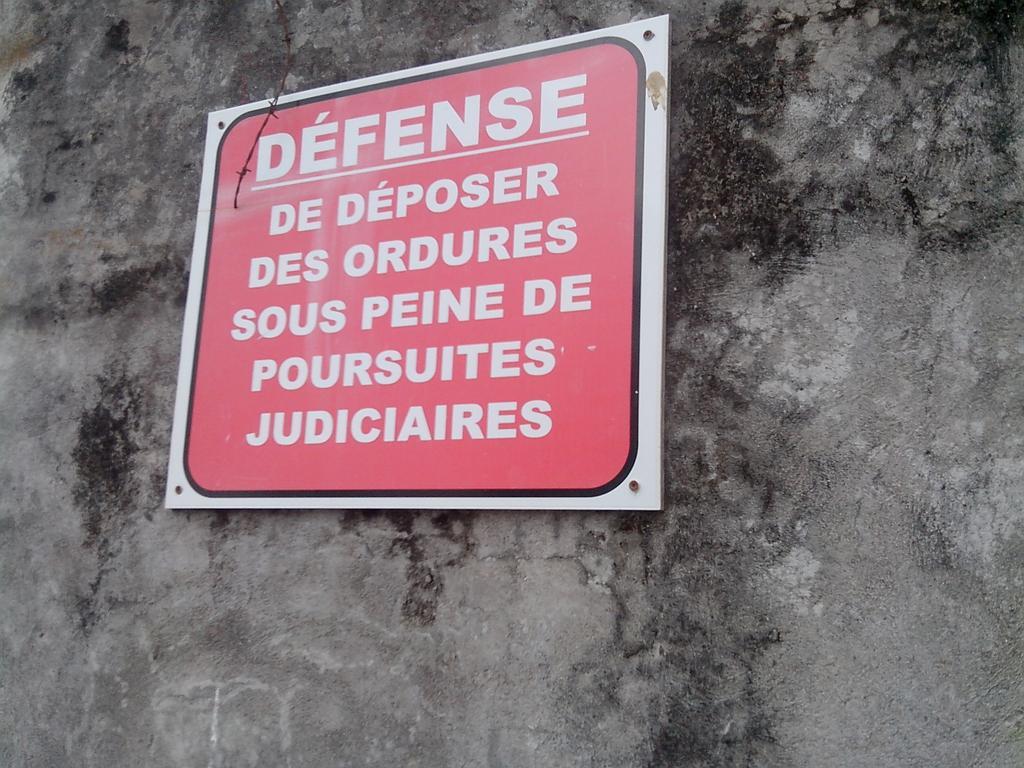 DÉFENSE
DE DÉPOSER
DES ORDURES
SOUS PEINE DE
POURSUITES
JUDICIAIRES